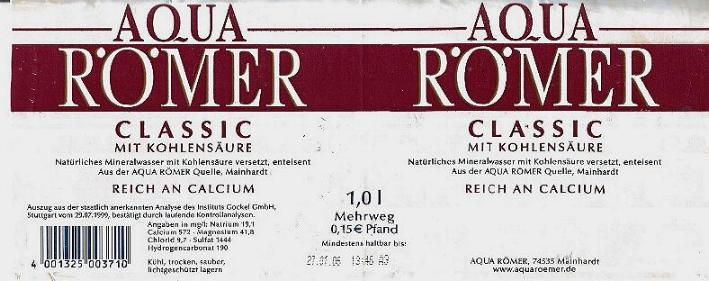 AQUA
RÖMER
CLASSIC
MIT KOHLENSÄURE
Natürliches Mineralwasser mit Kohlensäure versetzt, enteisent
Aus der AQUA RÖMER Quelle, Mainhardt
REICH AN CALCIUM
Auszug aus der staatlich anerkannten Analyse des Instituts Gockel GmbH,
Stuttgart vom 29.07.1999, bestätigt durch laufende Kontrollanalysen.
Angaben in mg/l: Natrium 15,1
Calcium 572 - Magnesium 41,8
Chlorid 9,7 - Sulfat 1444
Hydrogencarbonat 190
Kühl, trocken, sauber,
lichtgeschützt lagern
4 001325 003710
1,0 l
Mehrweg
0,15 € Pfand
Mindestens haltbar bis:
27.01.06 13:45 A3
AQUA
RÖMER
CLASSIC
MIT KOHLENSÄURE
Natürliches Mineralwasser mit Kohlensäure versetzt, enteisent
Aus der AQUA RÖMER Quelle, Mainhardt
REICH AN CALCIUM
AQUA RÖMER, 74535 Mainhardt
www.aquaroemer.de